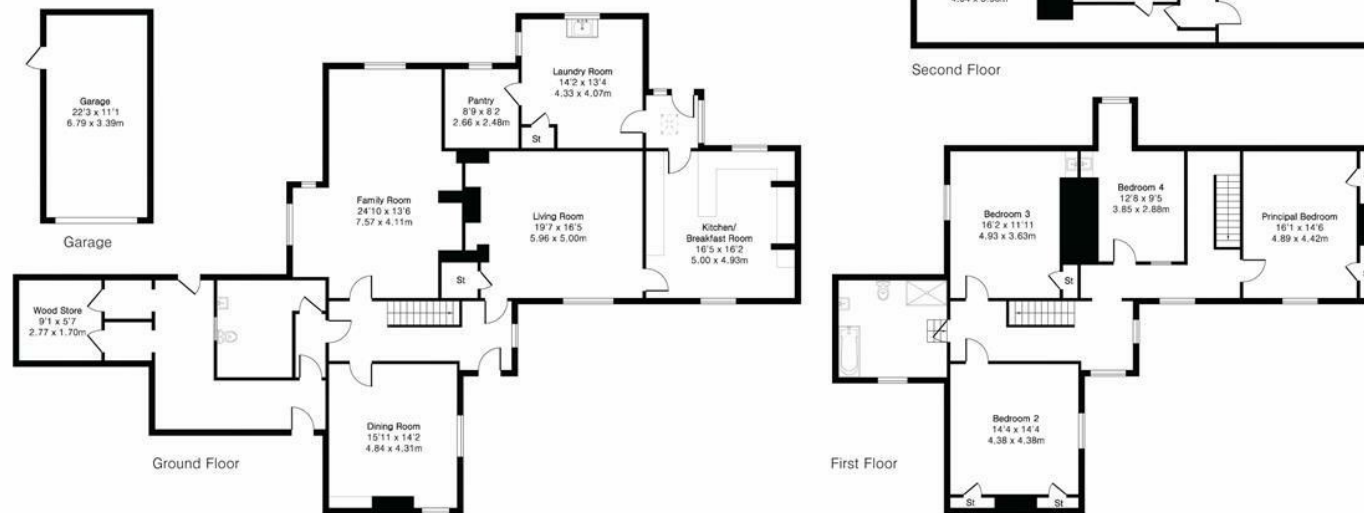 Garage
22'3 x 11'1
6.79 x 3.39m
Garage
Laundry Room
14'2 x 13'4
4.33 x 4.07m
Pantry
8'9 x 8'2
2.66 x 2.48m
St
Family Room
24'10 x 13'6
7.57 x 4.11m
Living Room
19'7 x 16'5
5.96 x 5.00m
Kitchen/
Breakfast Room
16'5 x 16'2
5.00 x 4.93m
St
Wood Store
9'1 x 5'7
2.77 x 1.70m
Dining Room
15'11 x 14'2
4.84 x 4.31m
Ground Floor
Second Floor
Bedroom 3
16'2 x 11'11
4.93 x 3.63m
Bedroom 4
12'8 x 9'5
3.85 x 2.88m
Principal Bedroom
16'1 x 14'6
4.89 x 4.42m
St
Bedroom 2
14'4 x 14'4
4.38 x 4.38m
St
St
First Floor